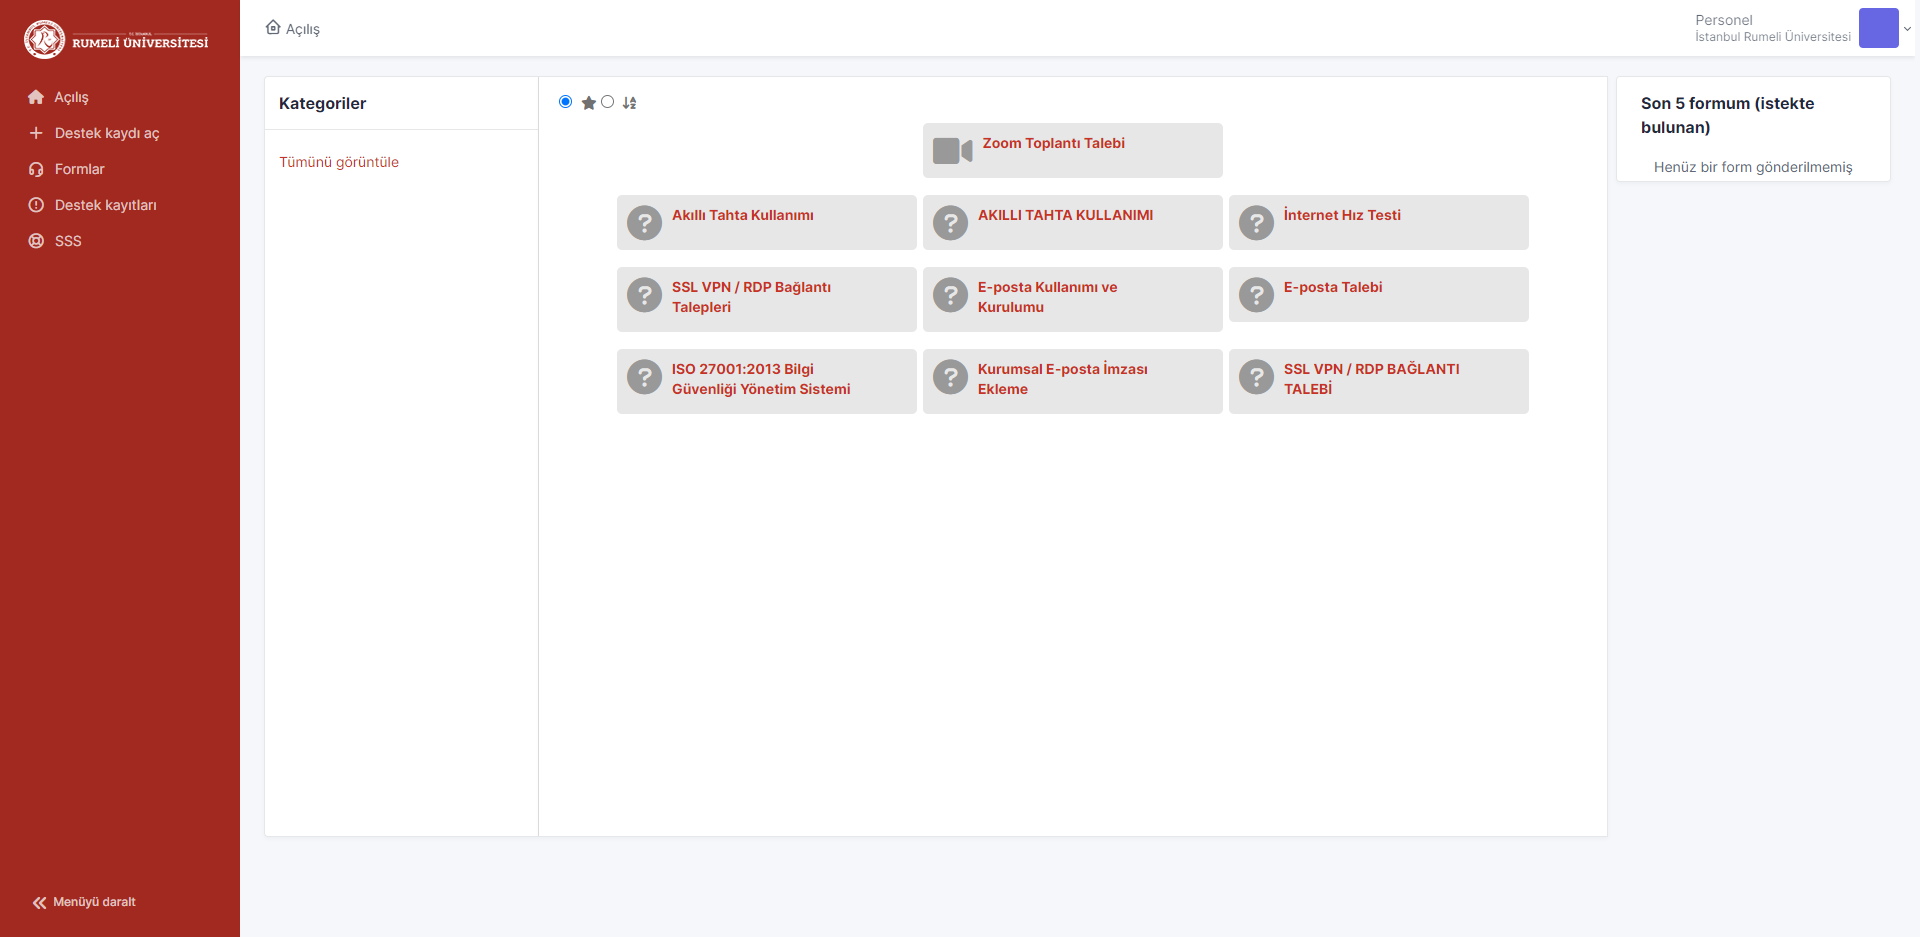 T.C. İSTANBUL
RUMELİ ÜNİVERSİTESİ
Açılış
Destek kaydı aç
Formlar
Destek kayıtları
SSS
Menüyü daralt
Açılış
Personel
İstanbul Rumeli Üniversitesi
Kategoriler
Tümünü görüntüle
Zoom Toplantı Talebi
Akıllı Tahta Kullanımı
AKILLI TAHTA KULLANIMI
İnternet Hız Testi
SSL VPN / RDP Bağlantı
Talepleri
E-posta Kullanımı ve
Kurulumu
E-posta Talebi
ISO 27001:2013 Bilgi
Güvenliği Yönetim Sistemi
Kurumsal E-posta İmzası
Ekleme
SSL VPN / RDP BAĞLANTI
TALEBİ
Son 5 formum (istekte
bulunan)
Henüz bir form gönderilmemiş